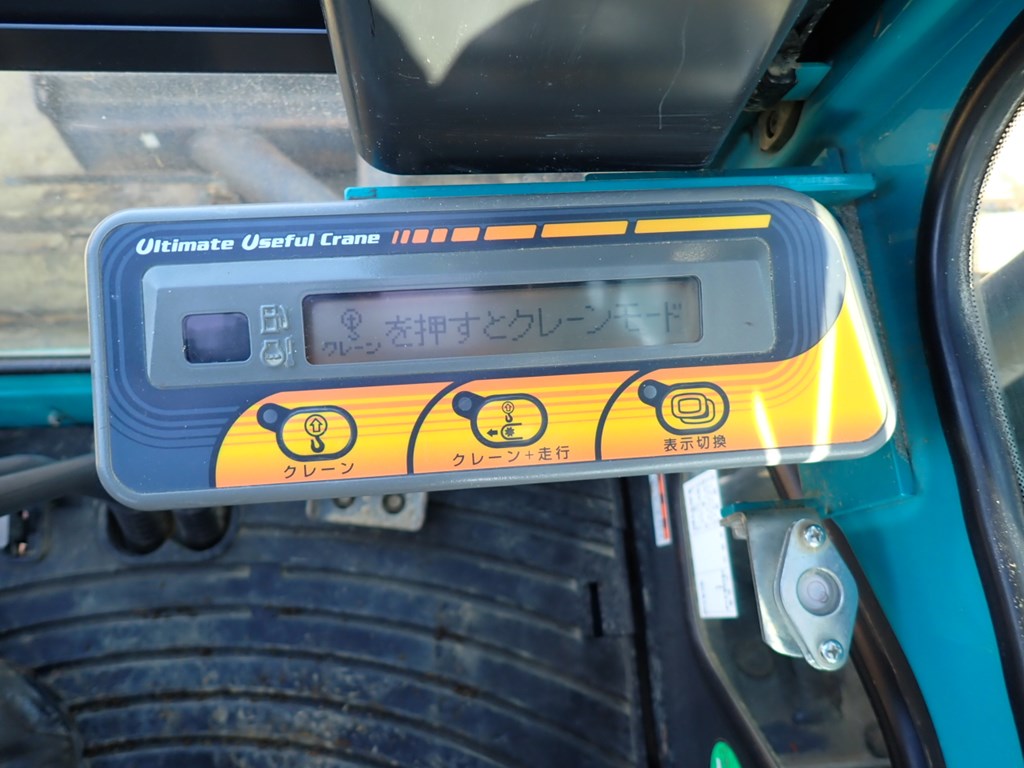 Ultimate Useful Crane
クレーン を押すとクレーンモード
クレーン
クレーン+走行
表示切換